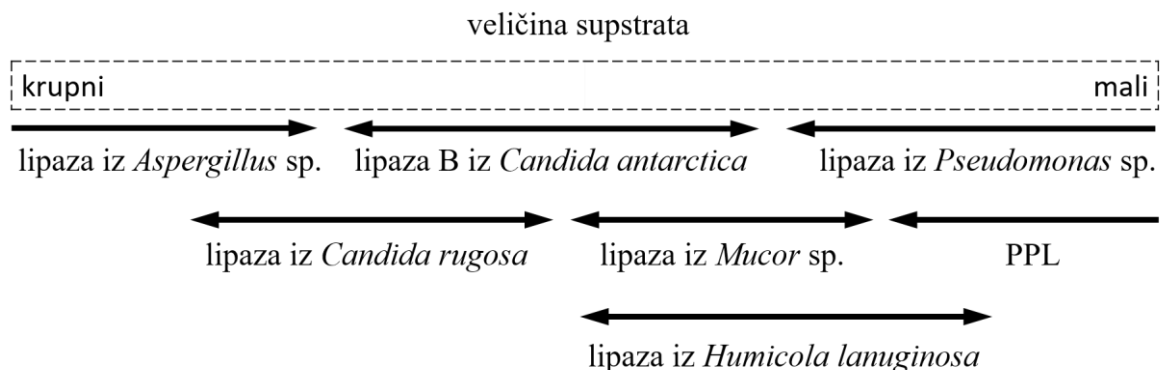 veličina supstrata
krupni mali
lipaza iz Aspergillus sp. lipaza B iz Candida antarctica lipaza iz Pseudomonas sp.
lipaza iz Candida rugosa lipaza iz Mucor sp. PPL
lipaza iz Humicola lanuginosa